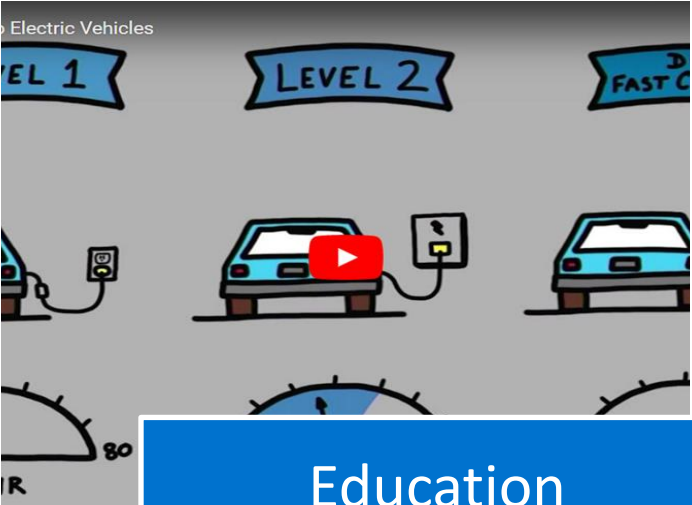 o Electric Vehicles
EL 1
LEVEL 2
D
FAST C
80
R
Education